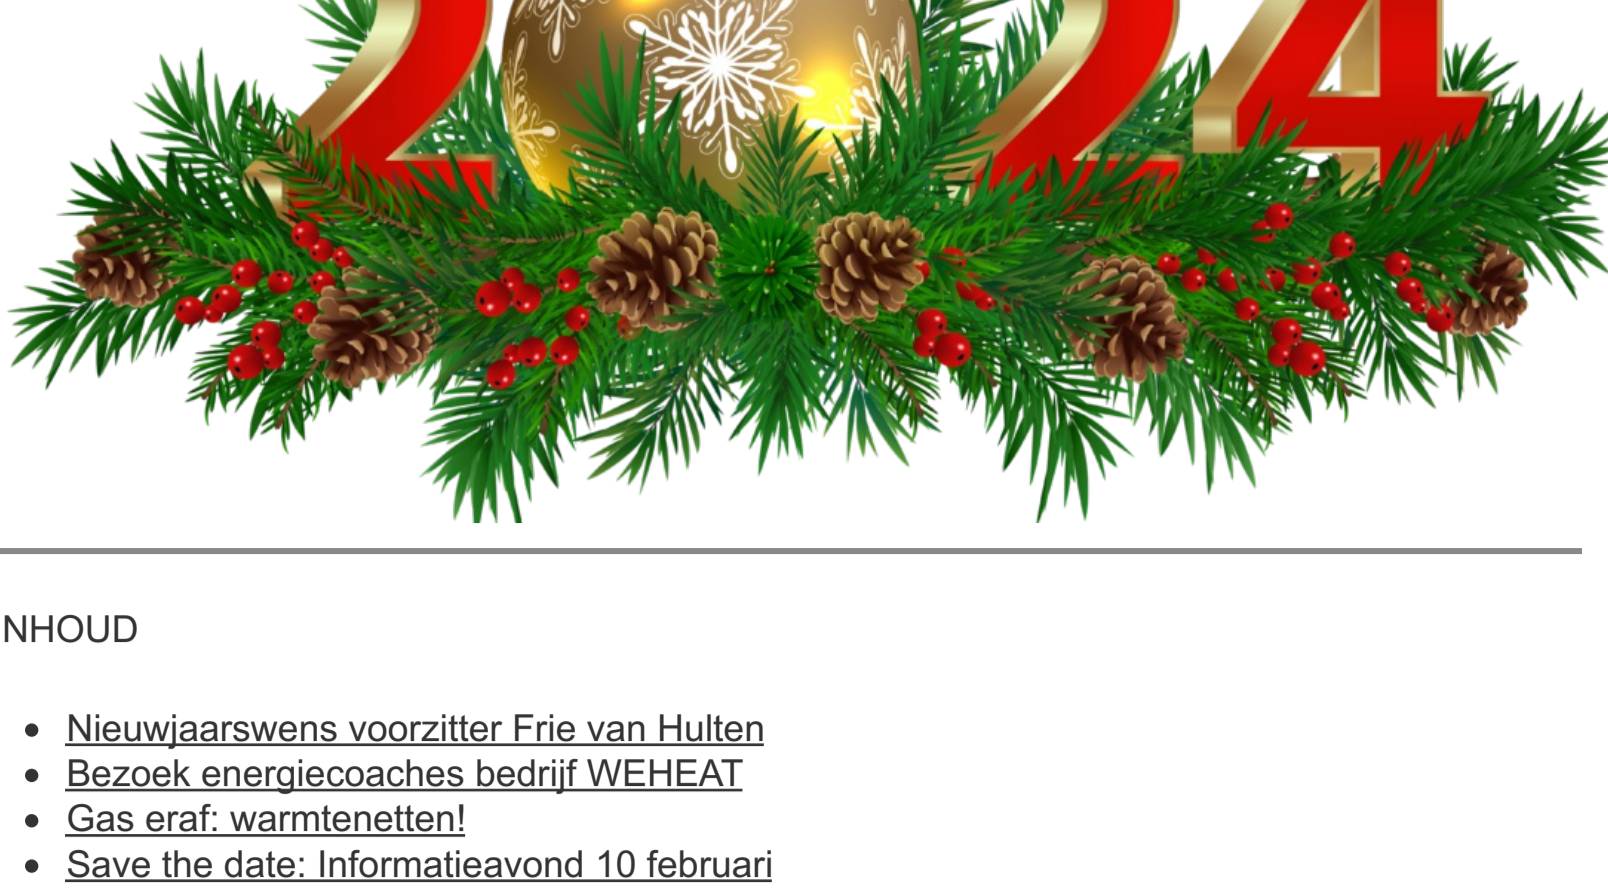 2024
NHOUD
Nieuwjaarswens voorzitter Frie van Hulten
Bezoek energiecoaches bedrijf WEHEAT
Gas eraf: warmtenetten!
Save the date: Informatieavond 10 februari